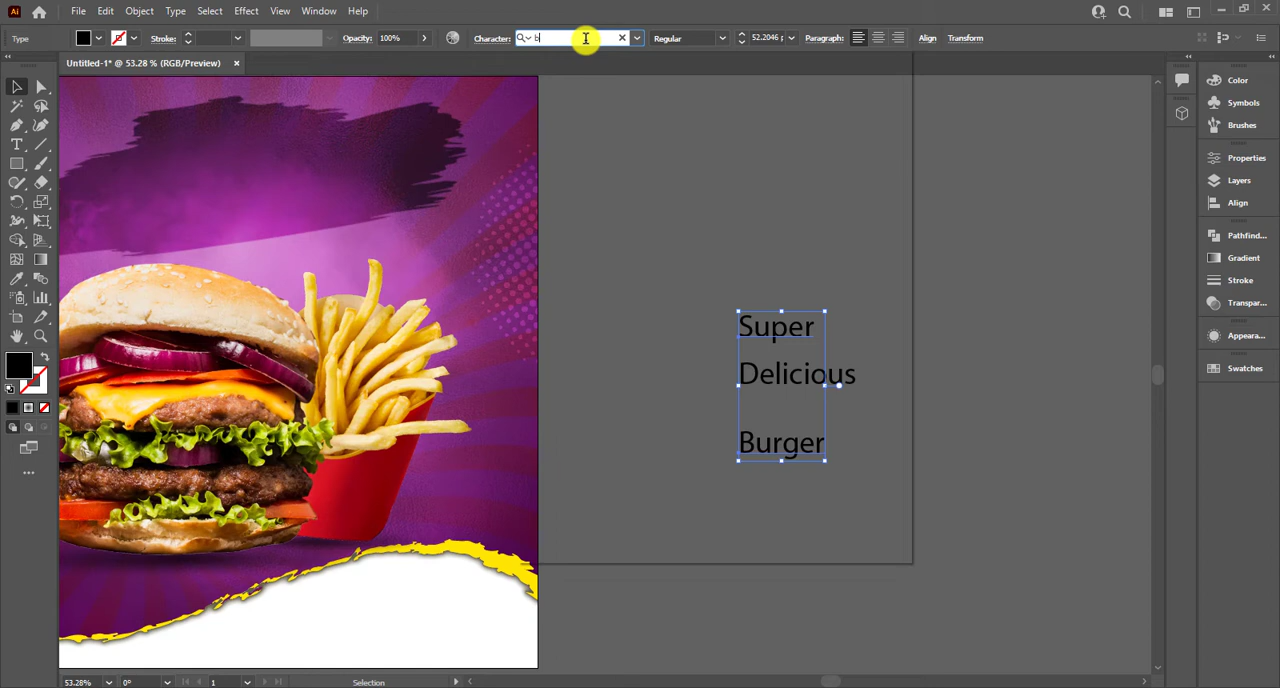 Ai File Edit Object Type Select Effect View Window Help
Type Stroke: Opacity: 100% Character: b Regular 52.2046 p Paragraph: Align Transform
Untitled-1* @ 53.28 % (RGB/Preview)
Color
Symbols
Brushes
Properties
Layers
Align
Pathfind...
Gradient
Stroke
Transpar...
Appeara...
Swatches
Super
Delicious
Burger
53.28% 0° 1 Selection